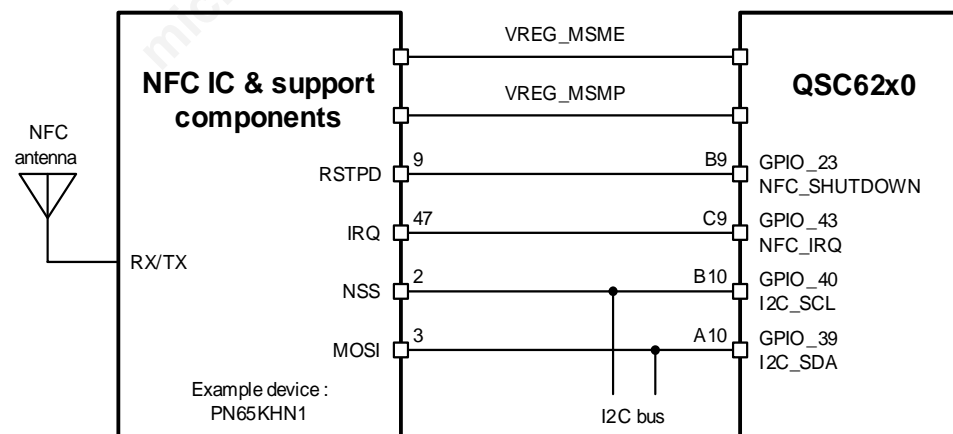 mic
VREG_MSME
NFC IC & support
components
QSC62x0
VREG_MSMP
NFC
antenna
RSTPD
9
B9
GPIO_23
NFC_SHUTDOWN
IRQ
47
C9
GPIO_43
NFC_IRQ
RX/TX
NSS
2
B10
GPIO_40
I2C_SCL
MOSI
3
A10
GPIO_39
I2C_SDA
Example device :
PN65KHN1
I2C bus